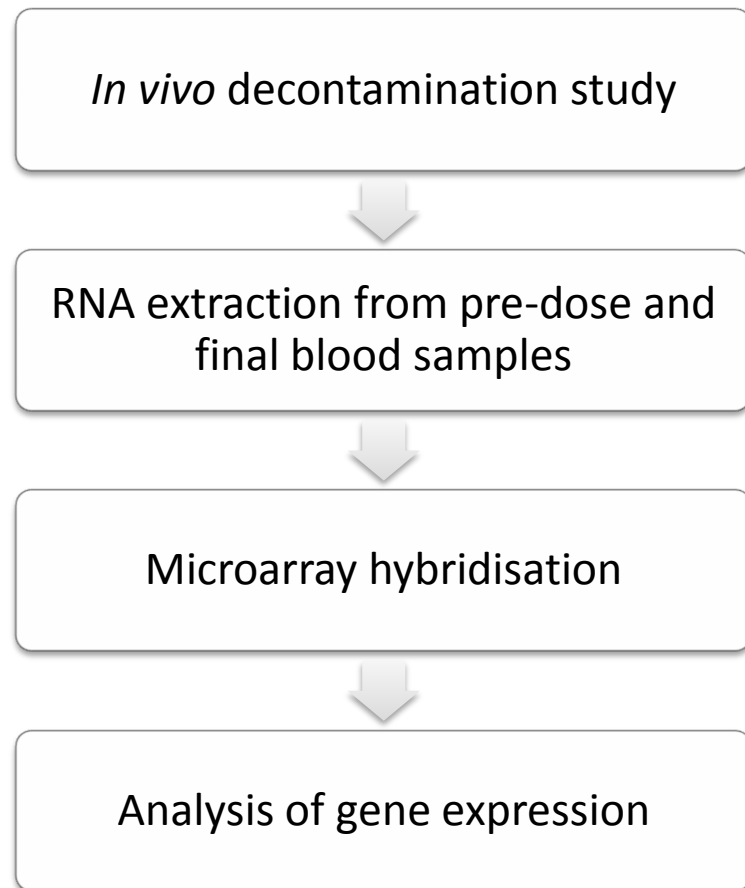 In vivo decontamination study
RNA extraction from pre-dose and
final blood samples
Microarray hybridisation
Analysis of gene expression